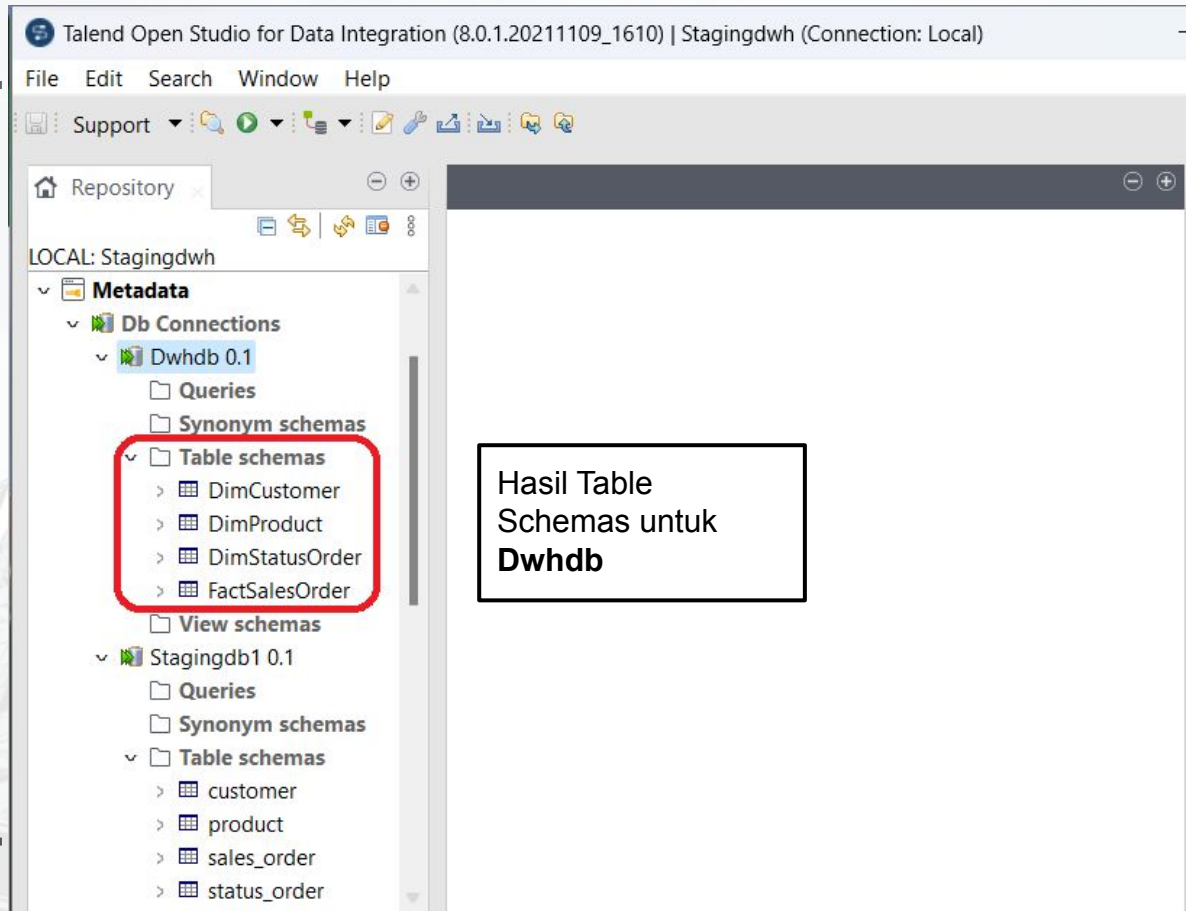 Talend Open Studio for Data Integration (8.0.1.20211109_1610) | Stagingdwh (Connection: Local)
File Edit Search Window Help
Support
Repository
LOCAL: Stagingdwh
Metadata
Db Connections
Dwhdb 0.1
Queries
Synonym schemas
Table schemas
DimCustomer
DimProduct
DimStatusOrder
FactSalesOrder
View schemas
Stagingdb1 0.1
Queries
Synonym schemas
Table schemas
customer
product
sales_order
status_order
Hasil Table
Schemas untuk
Dwhdb